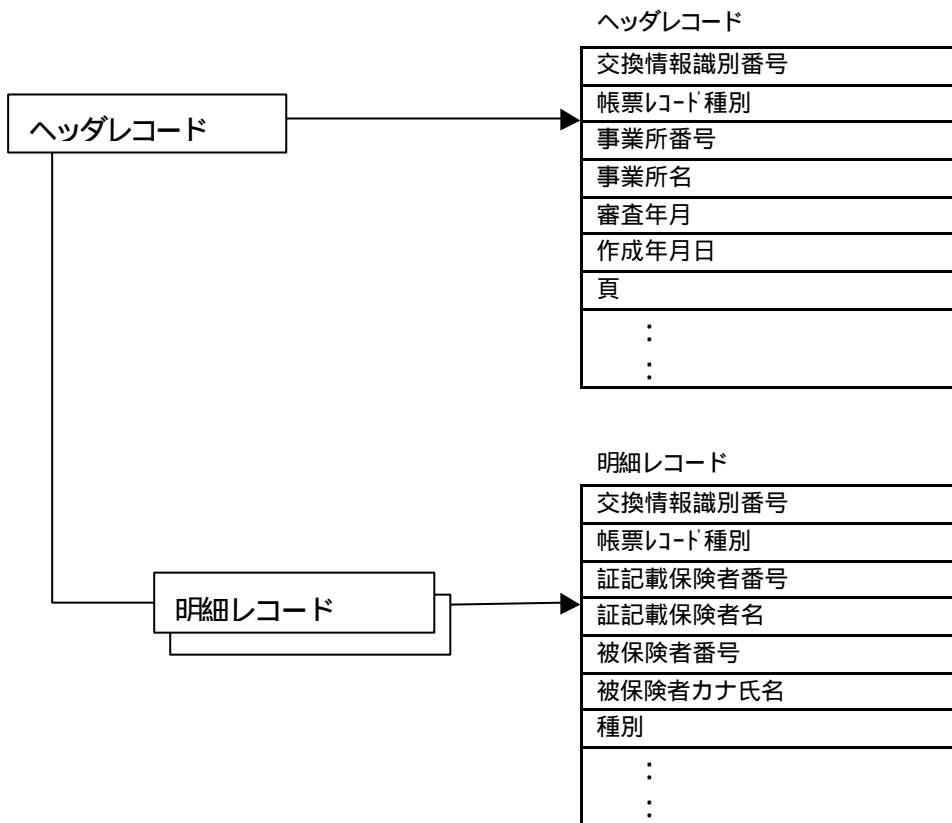 ヘッダレコード
ヘッダレコード
交換情報識別番号
帳票ﾚｺｰﾄﾞ種別
事業所番号
事業所名
審査年月
作成年月日
頁
：
：
明細レコード
明細レコード
交換情報識別番号
帳票ﾚｺｰﾄﾞ種別
証記載保険者番号
証記載保険者名
被保険者番号
被保険者カナ氏名
種別
：
：